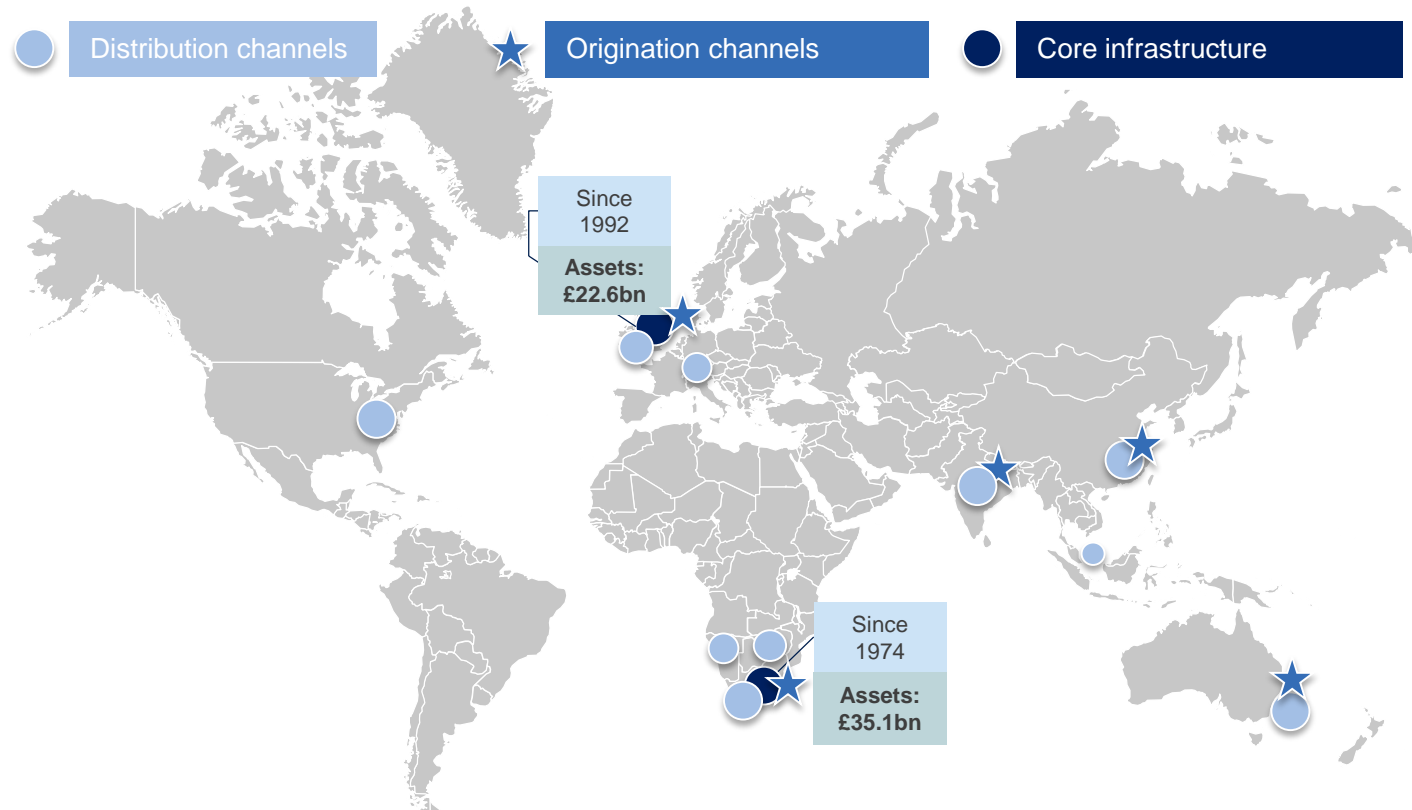 Distribution channels
Origination channels
Core infrastructure
Since
1992
Assets:
£22.6bn
Since
1974
Assets:
£35.1bn